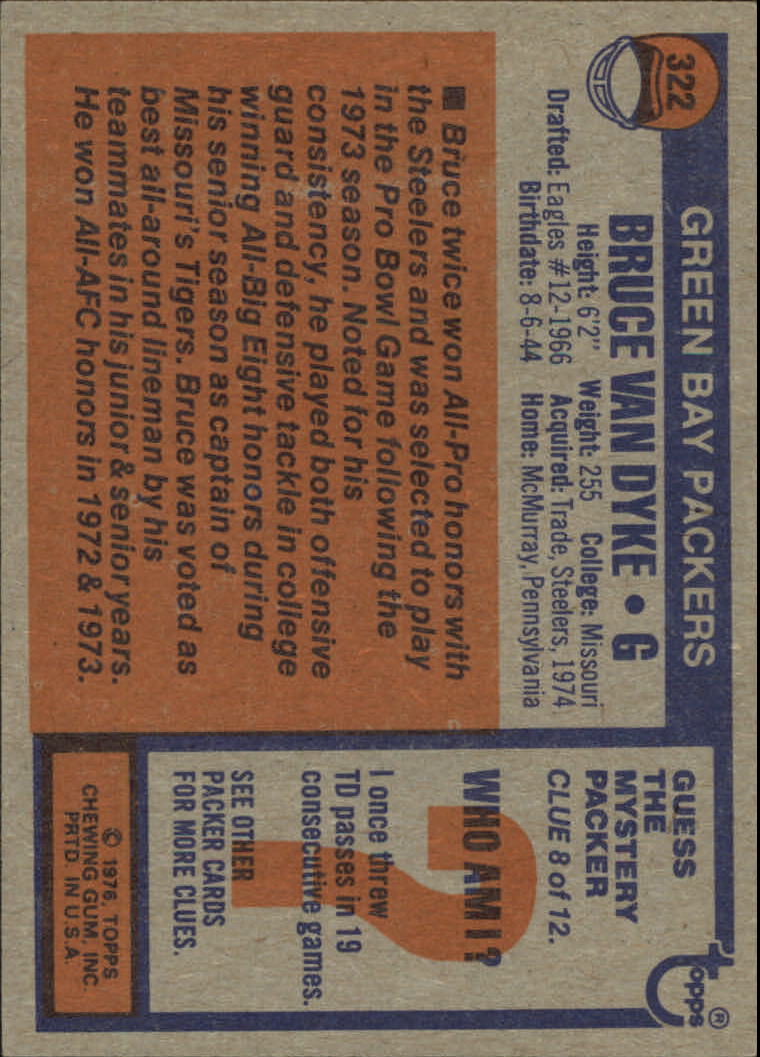 322
GREEN BAY PACKERS
BRUCE VAN DYKE • G
Height: 6'2" Weight: 255 College: Missouri
Drafted: Eagles #12-1966 Acquired: Trade, Steelers, 1974
Birthdate: 8-6-44 Home: McMurray, Pennsylvania
■ Bruce twice won All-Pro honors with
the Steelers and was selected to play
in the Pro Bowl Game following the
1973 season. Noted for his
consistency, he played both offensive
guard and defensive tackle in college
winning All-Big Eight honors during
his senior season as captain of
Missouri's Tigers. Bruce was voted as
best all-around lineman by his
teammates in his junior & senior years.
He won All-AFC honors in 1972 & 1973.
topps®
GUESS
THE
MYSTERY
PACKER
CLUE 8 of 12.
?
WHO AM I?
I once threw
TD passes in 19
consecutive games.
SEE OTHER
PACKER CARDS
FOR MORE CLUES.
© 1976, TOPPS
CHEWING GUM, INC.
PRTD. IN U.S.A.